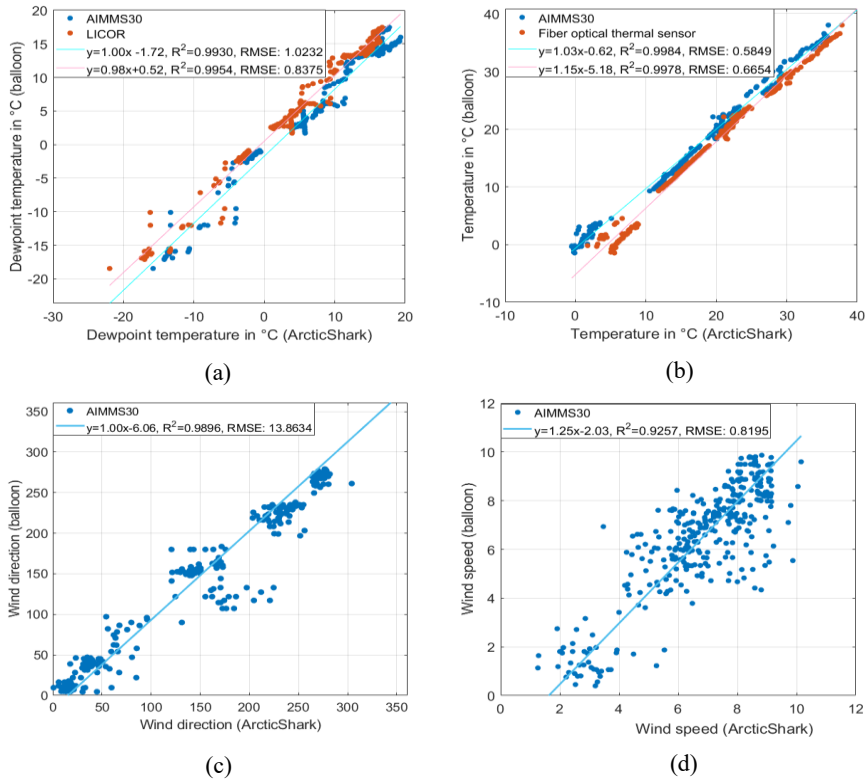 AIMMS30
LICOR
y=1.00x -1.72, R²=0.9930, RMSE: 1.0232
y=0.98x+0.52, R²=0.9954, RMSE: 0.8375
20
15
10
5
0
-5
-10
-15
-20
-30
-20
-10
0
10
20
Dewpoint temperature in °C (balloon)
Dewpoint temperature in °C (ArcticShark)
(a)
AIMMS30
Fiber optical thermal sensor
y=1.03x-0.62, R²=0.9984, RMSE: 0.5849
y=1.15x-5.18, R²=0.9978, RMSE: 0.6654
40
30
20
10
0
-10
-10
0
10
20
30
40
Temperature in °C (balloon)
Temperature in °C (ArcticShark)
(b)
AIMMS30
y=1.00x-6.06, R²=0.9896, RMSE: 13.8634
350
300
250
200
150
100
50
0
0
50
100
150
200
250
300
350
Wind direction (balloon)
Wind direction (ArcticShark)
(c)
AIMMS30
y=1.25x-2.03, R²=0.9257, RMSE: 0.8195
12
10
8
6
4
2
0
0
2
4
6
8
10
12
Wind speed (balloon)
Wind speed (ArcticShark)
(d)